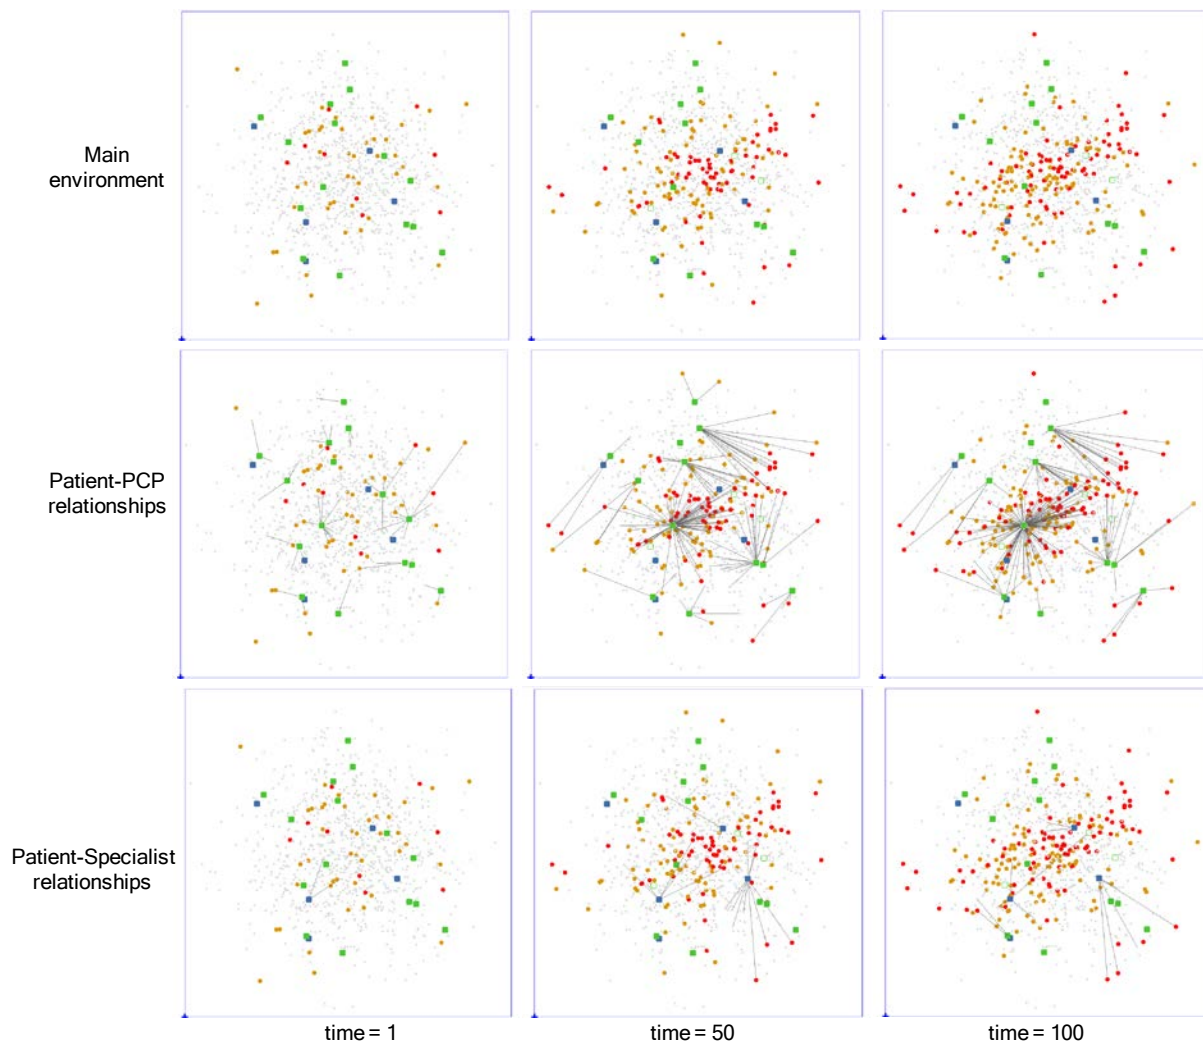 Main
environment
Patient-PCP
relationships
Patient-Specialist
relationships
time = 1
time = 50
time = 100